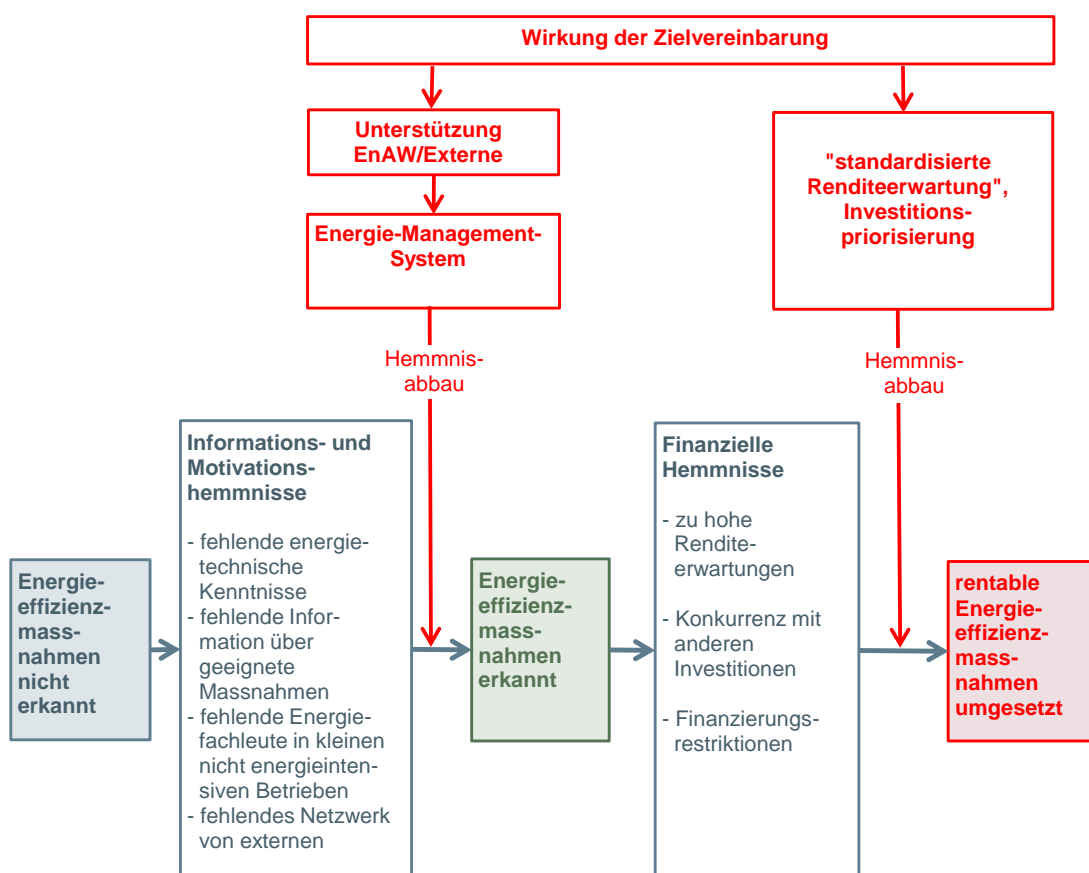 Wirkung der Zielvereinbarung
Unterstützung
EnAW/Externe
Energie-Management-
System
"standardisierte
Renditeerwartung",
Investitions-
priorisierung
Hemmnis-
abbau
Hemmnis-
abbau
Energie-
effizienz-
mass-
nahmen
nicht
erkannt
Informations- und
Motivations-
hemmnisse
- fehlende energie-
technische
Kenntnisse
- fehlende Infor-
mation über
geeignete
Massnahmen
- fehlende Energie-
fachleute in kleinen
nicht energieinten-
siven Betrieben
- fehlendes Netzwerk
von externen
Energie-
effizienz-
mass-
nahmen
erkannt
Finanzielle
Hemmnisse
- zu hohe
Rendite-
erwartungen
- Konkurrenz mit
anderen
Investitionen
- Finanzierungs-
restriktionen
rentable
Energie-
effizienz-
mass-
nahmen
umgesetzt